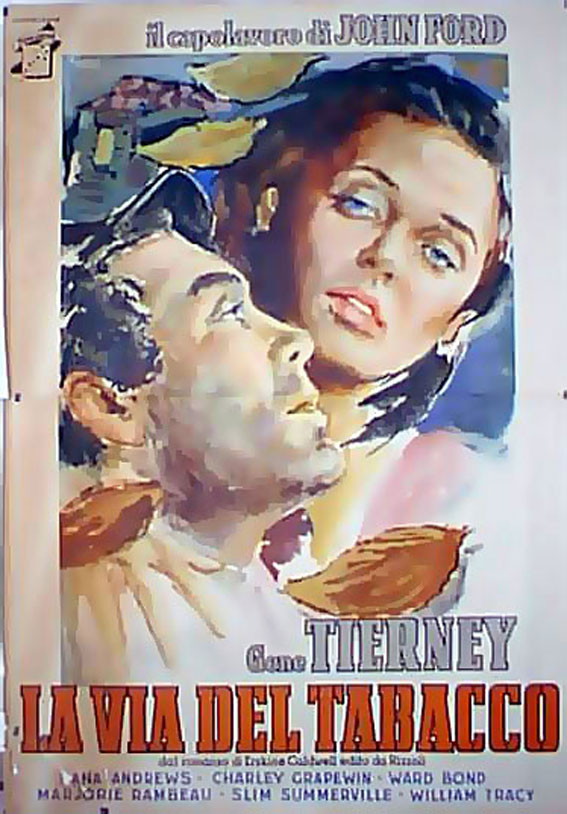 il capolavoro di JOHN FORD
Gene TIERNEY
LA VIA DEL TABACCO
dal romanzo di Erskine Caldwell edito da Rizzoli
ANA ANDREWS · CHARLEY GRAPEWIN · WARD BOND
MARJORIE RAMBEAU · SLIM SUMMERVILLE · WILLIAM TRACY